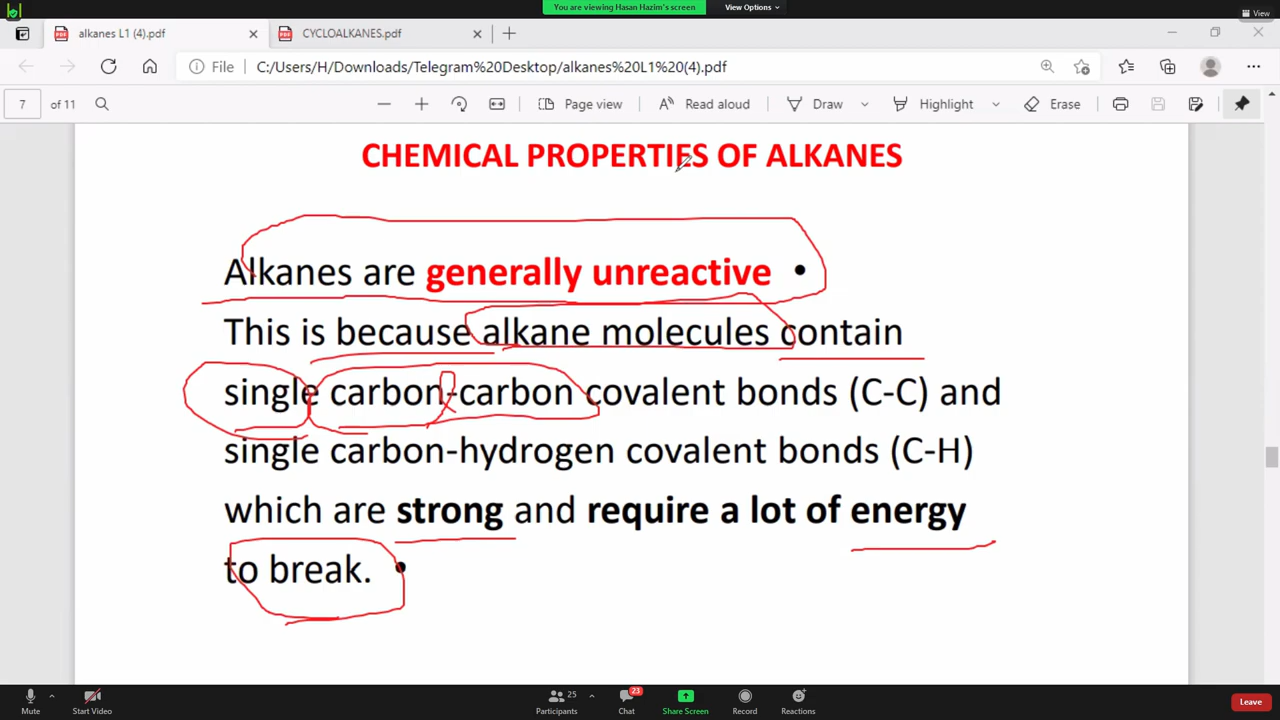 You are viewing Hasan Hazim's screen
View Options
View
alkanes L1 (4).pdf
CYCLOALKANES.pdf
File
C:/Users/H/Downloads/Telegram%20Desktop/alkanes%20L1%20(4).pdf
7 of 11
Page view
Read aloud
Draw
Highlight
Erase
CHEMICAL PROPERTIES OF ALKANES
Alkanes are generally unreactive •
This is because alkane molecules contain
single carbon-carbon covalent bonds (C-C) and
single carbon-hydrogen covalent bonds (C-H)
which are strong and require a lot of energy
to break. •
Mute
Start Video
25
Participants
23
Chat
Share Screen
Record
Reactions
Leave